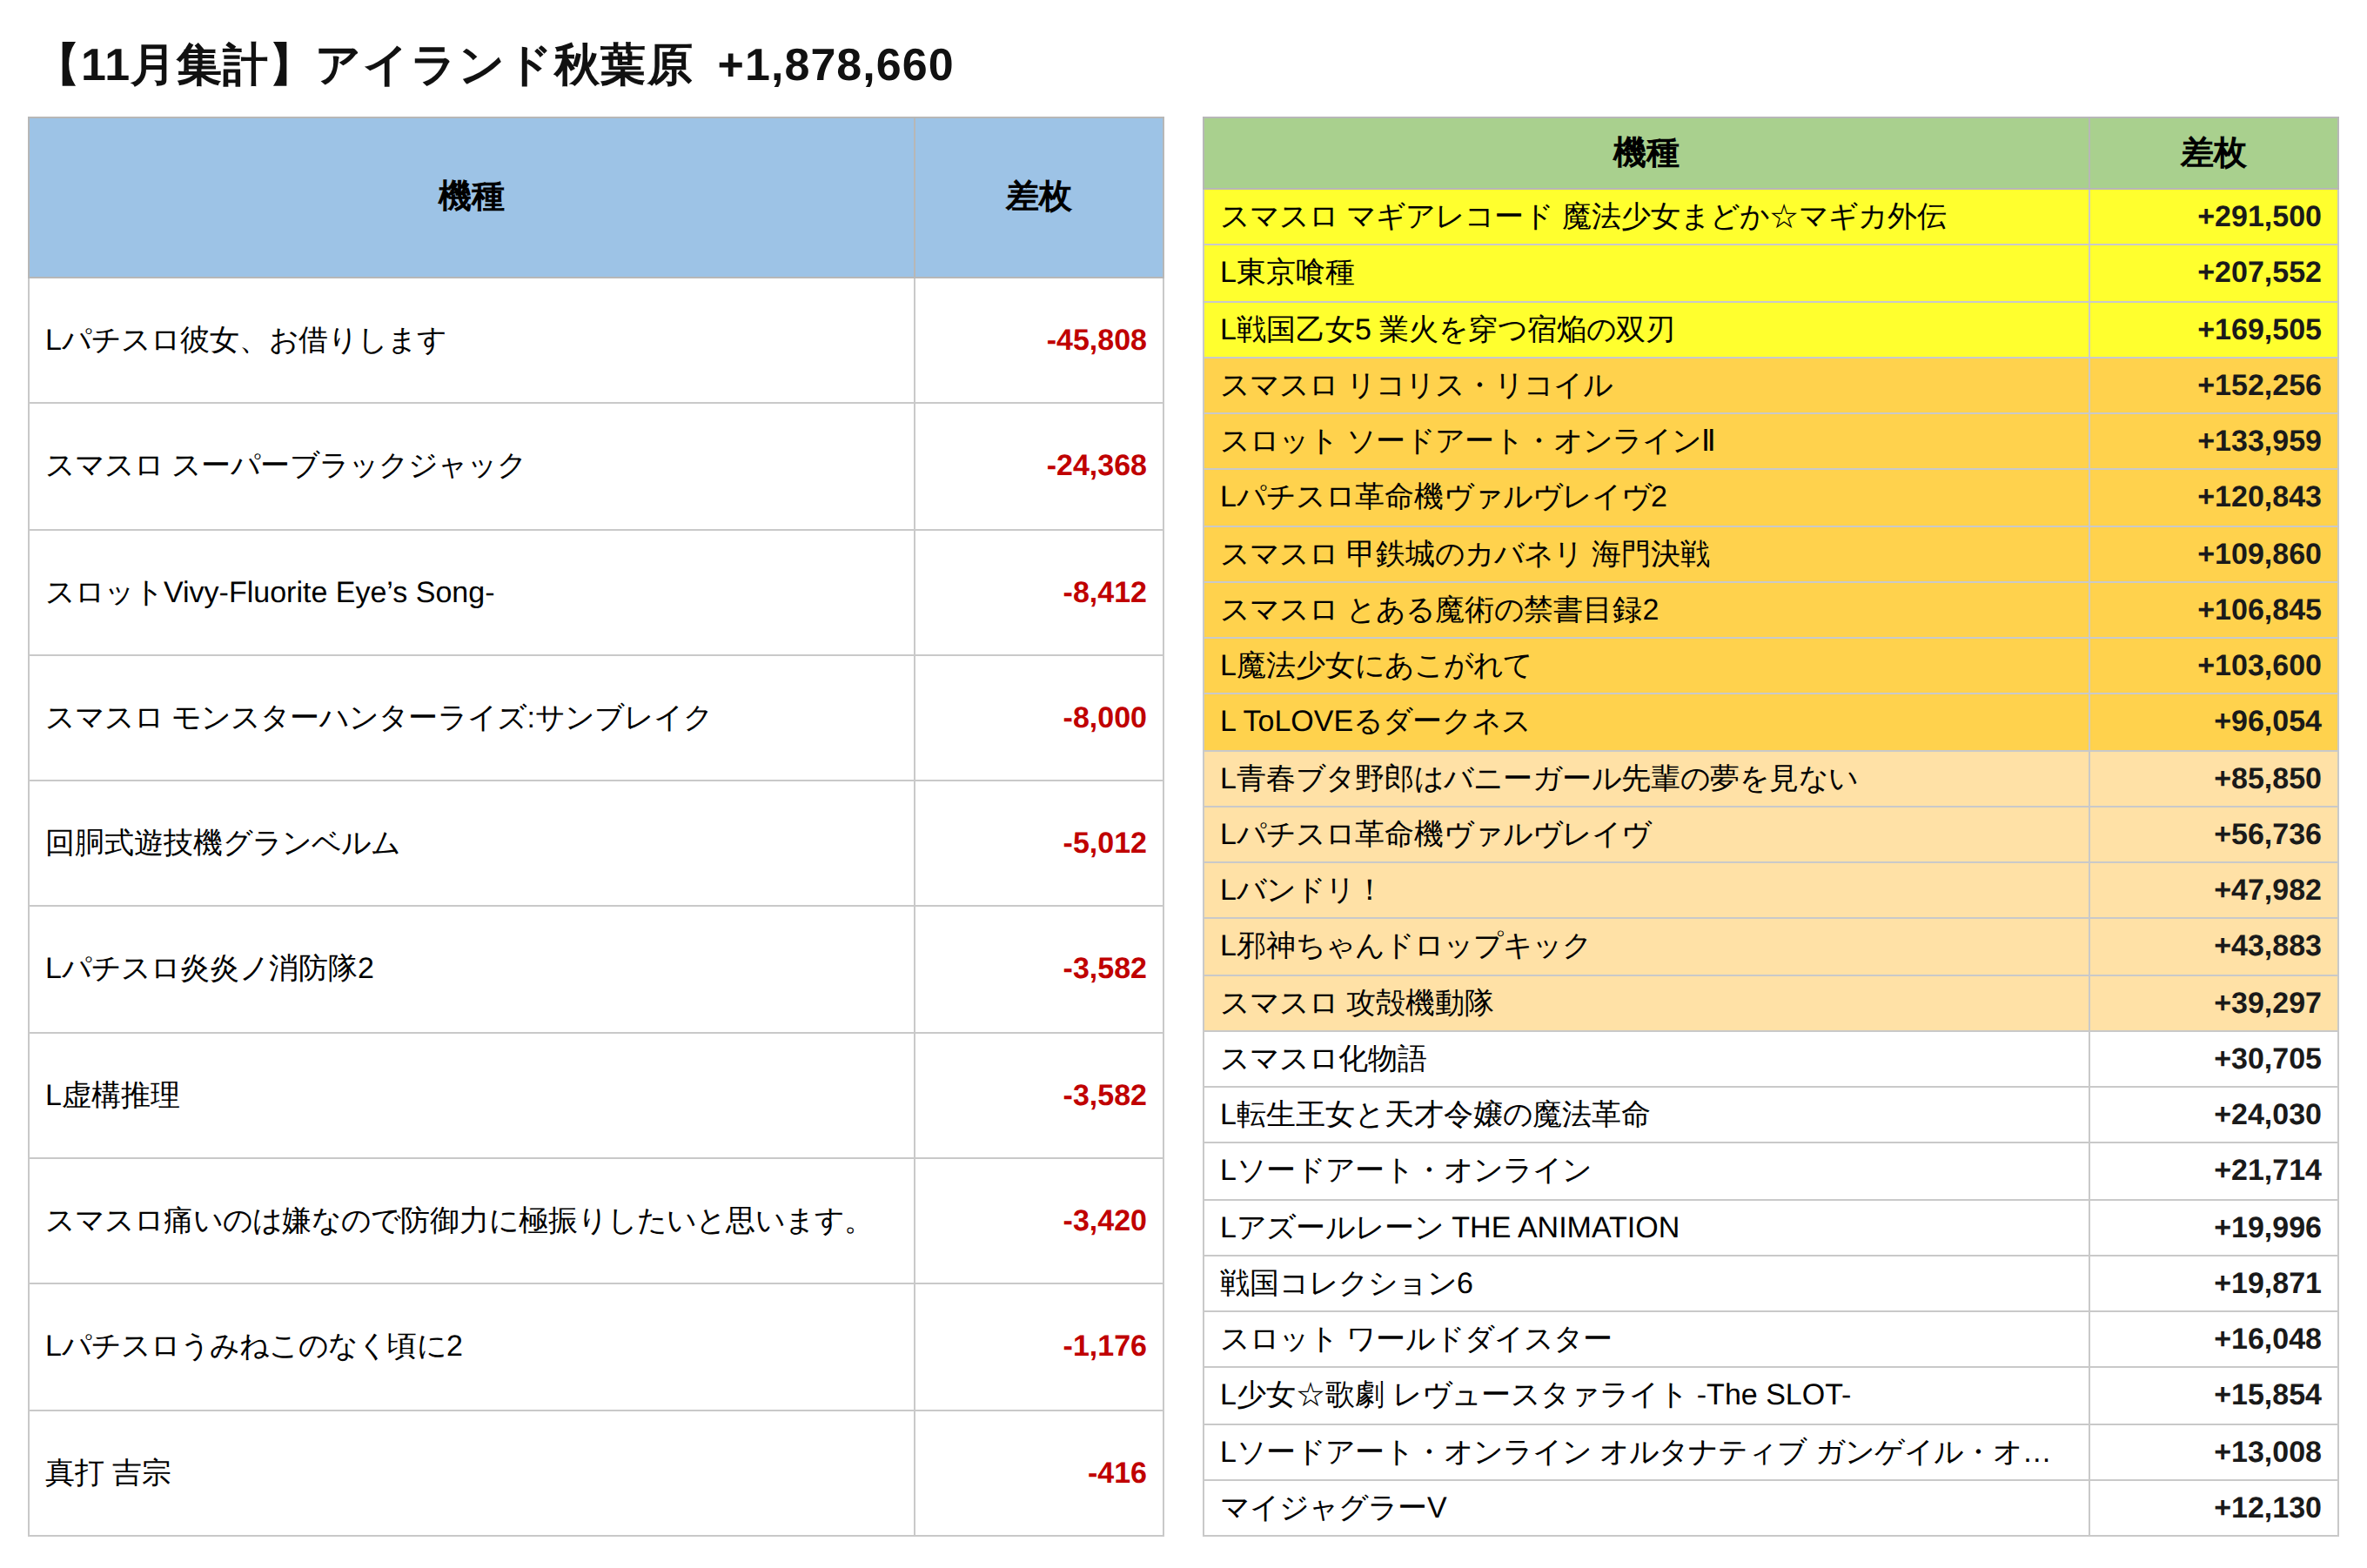 【11月集計】アイランド秋葉原 +1,878,660
機種 差枚
Lパチスロ彼女、お借りします -45,808
スマスロ スーパーブラックジャック -24,368
スロットVivy-Fluorite Eye’s Song- -8,412
スマスロ モンスターハンターライズ:サンブレイク -8,000
回胴式遊技機グランベルム -5,012
Lパチスロ炎炎ノ消防隊2 -3,582
L虚構推理 -3,582
スマスロ痛いのは嫌なので防御力に極振りしたいと思います。 -3,420
Lパチスロうみねこのなく頃に2 -1,176
真打 吉宗 -416
機種 差枚
スマスロ マギアレコード 魔法少女まどか☆マギカ外伝 +291,500
L東京喰種 +207,552
L戦国乙女5 業火を穿つ宿焔の双刃 +169,505
スマスロ リコリス・リコイル +152,256
スロット ソードアート・オンラインⅡ +133,959
Lパチスロ革命機ヴァルヴレイヴ2 +120,843
スマスロ 甲鉄城のカバネリ 海門決戦 +109,860
スマスロ とある魔術の禁書目録2 +106,845
L魔法少女にあこがれて +103,600
L ToLOVEるダークネス +96,054
L青春ブタ野郎はバニーガール先輩の夢を見ない +85,850
Lパチスロ革命機ヴァルヴレイヴ +56,736
Lバンドリ！ +47,982
L邪神ちゃんドロップキック +43,883
スマスロ 攻殻機動隊 +39,297
スマスロ化物語 +30,705
L転生王女と天才令嬢の魔法革命 +24,030
Lソードアート・オンライン +21,714
Lアズールレーン THE ANIMATION +19,996
戦国コレクション6 +19,871
スロット ワールドダイスター +16,048
L少女☆歌劇 レヴュースタァライト -The SLOT- +15,854
Lソードアート・オンライン オルタナティブ ガンゲイル・オ… +13,008
マイジャグラーV +12,130